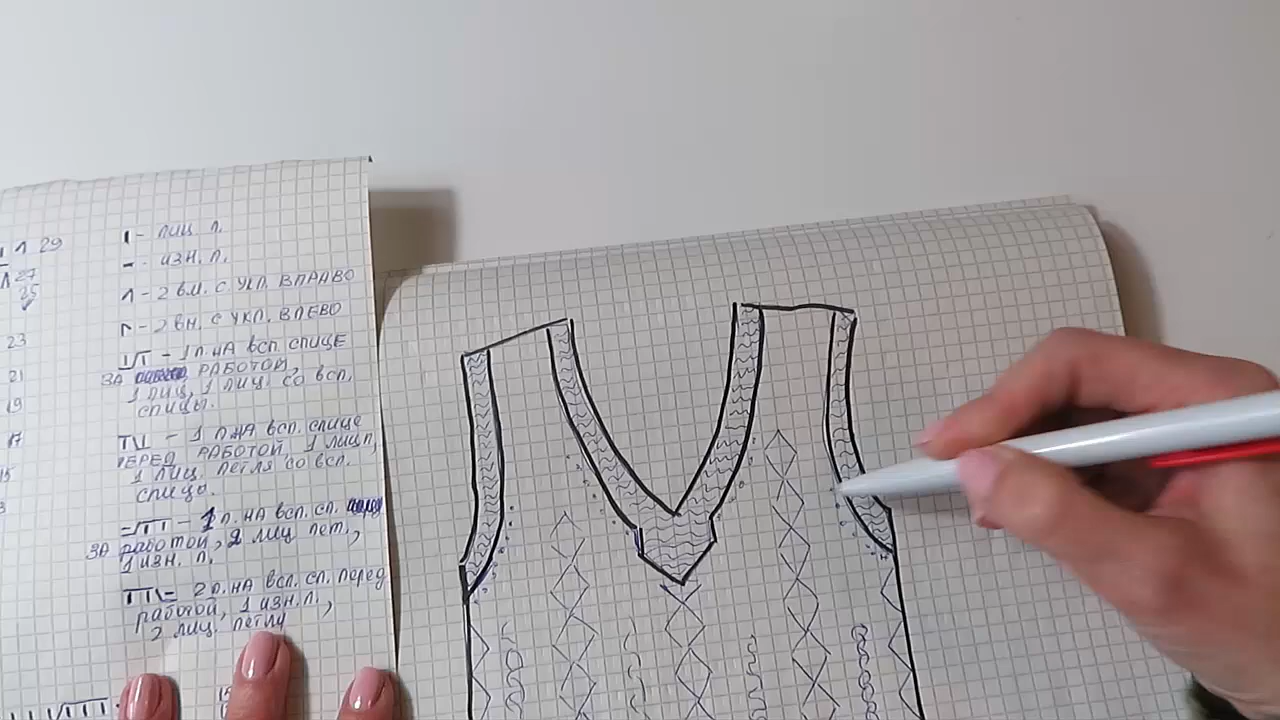 Л 29
Л 27
25
23
21
19
17
15
3
I - ЛИЦ П.
– - ИЗН. П.
Л - 2 ВМ. С УКЛ. ВПРАВО
Г - 2 ВН. С УКЛ. ВЛЕВО
- 1 П. НА ВСП. СПИЦЕ
ЗА РАБОТОЙ,
1 ЛИЦ, 1 ЛИЦ. СО ВСП.
СПИЦЫ.
- 1 П НА ВСП. СПИЦЕ
ПЕРЕД РАБОТОЙ, 1 ЛИЦ П,
1 ЛИЦ. ПЕТЛЯ СО ВСП.
СПИЦЫ.
- 1 П. НА ВСП. СП.
ЗА РАБОТОЙ, 2 ЛИЦ ПЕТ.,
1 ИЗН. П.
2 П. НА ВСП. СП. ПЕРЕД
РАБОТОЙ, 1 ИЗН. П.,
2 ЛИЦ. ПЕТЛИ
15